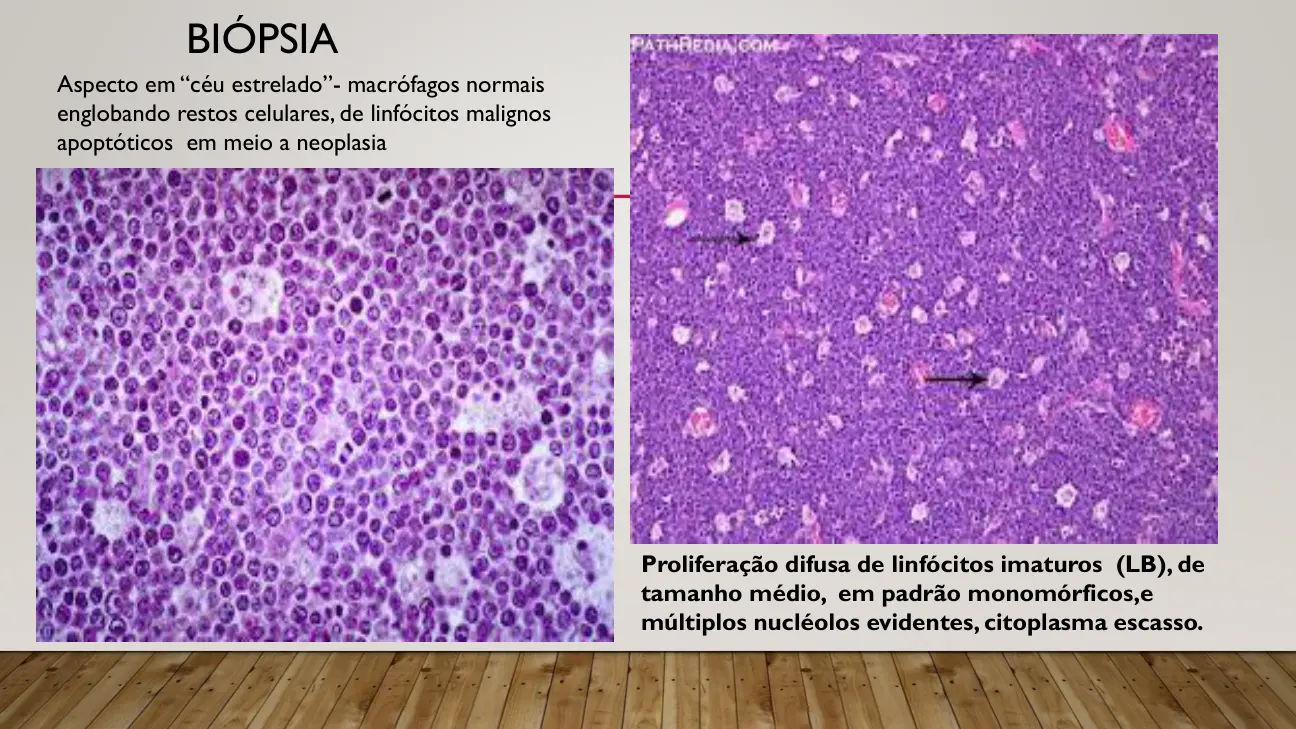 BIÓPSIA
Aspecto em “céu estrelado”- macrófagos normais
englobando restos celulares, de linfócitos malignos
apoptóticos  em meio a neoplasia
PATHPEDIA.COM
Proliferação difusa de linfócitos imaturos  (LB), de
tamanho médio,  em padrão monomórficos,e
múltiplos nucléolos evidentes, citoplasma escasso.